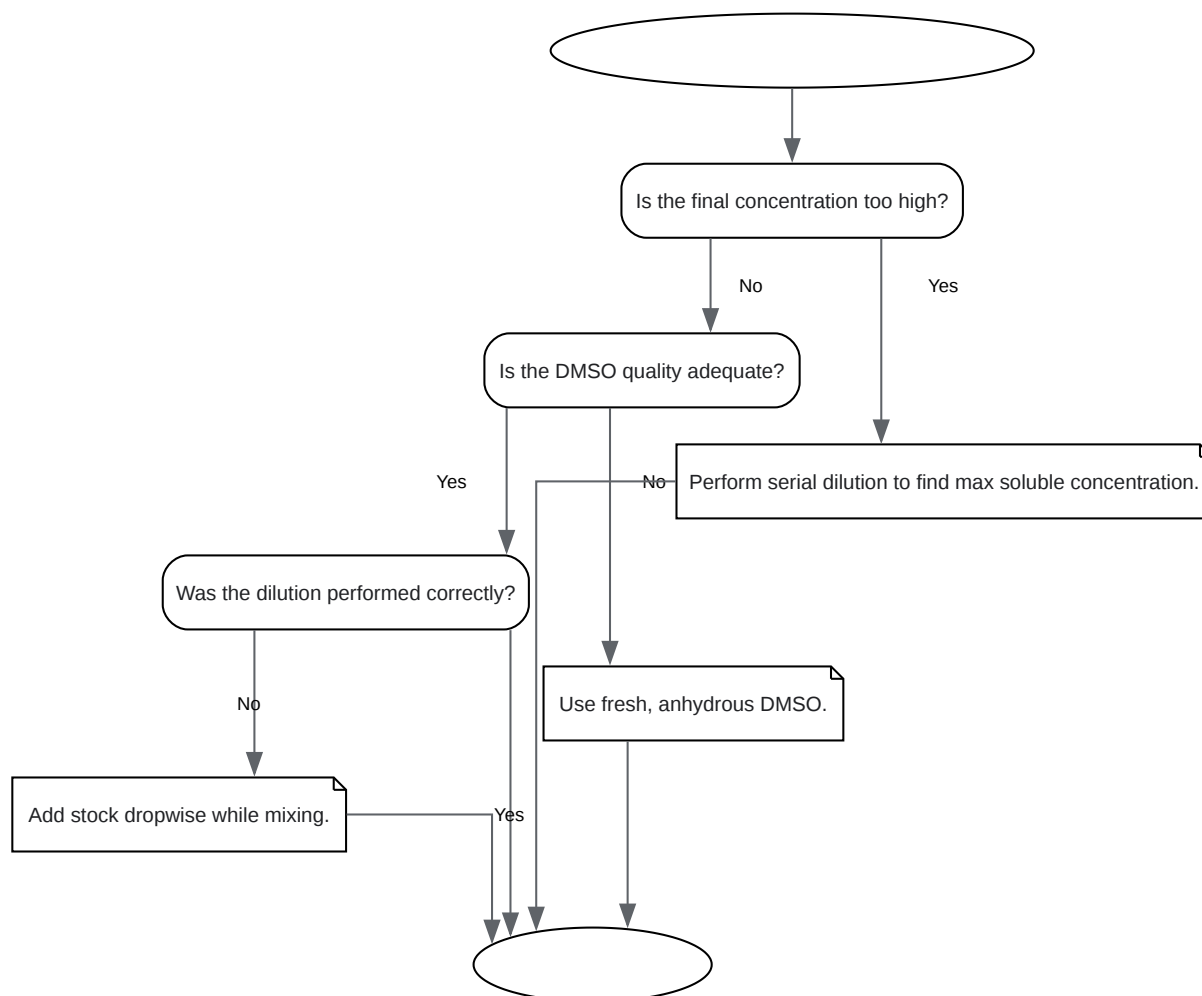 Is the final concentration too high?
No
Yes
Is the DMSO quality adequate?
Yes
No
Perform serial dilution to find max soluble concentration.
Was the dilution performed correctly?
No
Use fresh, anhydrous DMSO.
Add stock dropwise while mixing.
Yes